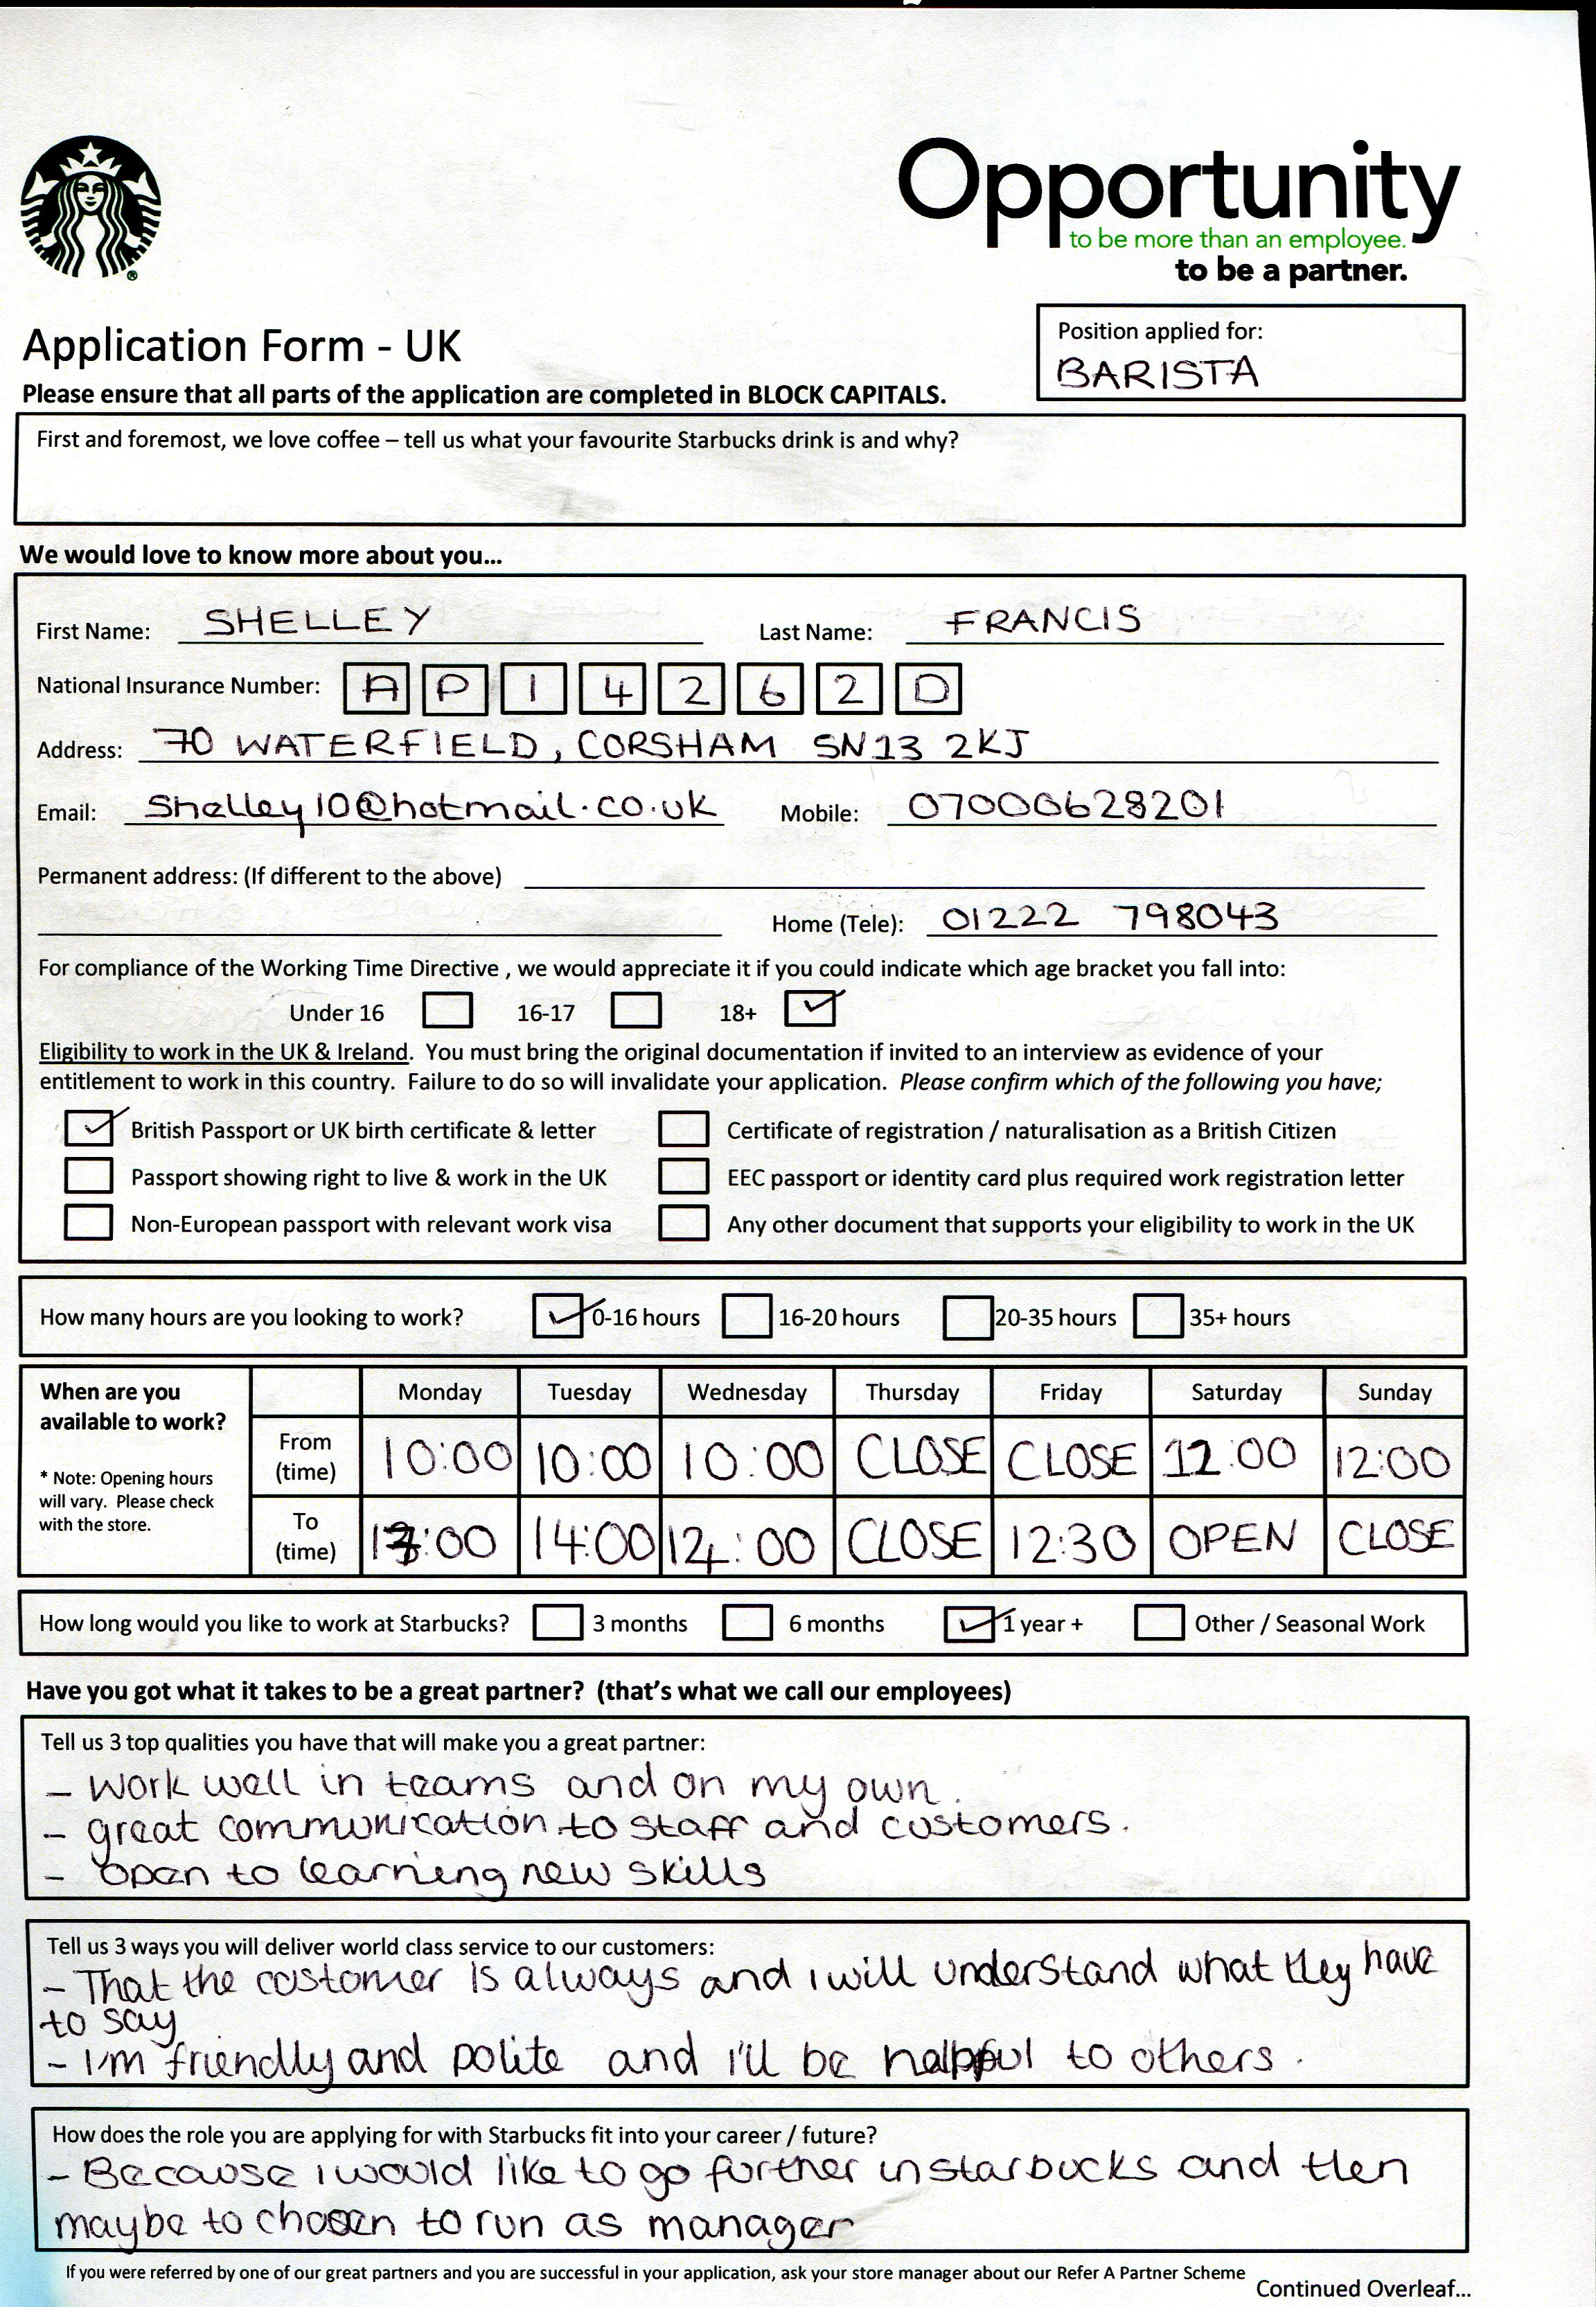 Opportunity
to be more than an employee.
to be a partner.
Application Form - UK
Position applied for:
BARISTA
Please ensure that all parts of the application are completed in BLOCK CAPITALS.
First and foremost, we love coffee – tell us what your favourite Starbucks drink is and why?
We would love to know more about you...
First Name: SHELLEY Last Name: FRANCIS
National Insurance Number: A P 1 4 2 6 2 D
Address: 70 WATERFIELD, CORSHAM SN13 2KJ
Email: Shelley10@hotmail.co.uk Mobile: 07000628201
Permanent address: (If different to the above)
Home (Tele): 01222 798043
For compliance of the Working Time Directive , we would appreciate it if you could indicate which age bracket you fall into:
Under 16 16-17 18+ ✓
Eligibility to work in the UK & Ireland. You must bring the original documentation if invited to an interview as evidence of your
entitlement to work in this country. Failure to do so will invalidate your application. Please confirm which of the following you have;
✓ British Passport or UK birth certificate & letter Certificate of registration / naturalisation as a British Citizen
Passport showing right to live & work in the UK EEC passport or identity card plus required work registration letter
Non-European passport with relevant work visa Any other document that supports your eligibility to work in the UK
How many hours are you looking to work? ✓ 0-16 hours 16-20 hours 20-35 hours 35+ hours
When are you
available to work?
* Note: Opening hours
will vary. Please check
with the store.
Monday Tuesday Wednesday Thursday Friday Saturday Sunday
From (time) 10:00 10:00 10:00 CLOSE CLOSE 12:00 12:00
To (time) 13:00 14:00 12:00 CLOSE 12:30 OPEN CLOSE
How long would you like to work at Starbucks? 3 months 6 months ✓ 1 year + Other / Seasonal Work
Have you got what it takes to be a great partner? (that's what we call our employees)
Tell us 3 top qualities you have that will make you a great partner:
- Work well in teams and on my own.
- great communication to staff and customers.
- open to learning new skills
Tell us 3 ways you will deliver world class service to our customers:
- That the costomer is always and i will understand what they have
to say
- I'm friendly and polite and i'll be helpful to others.
How does the role you are applying for with Starbucks fit into your career / future?
- Because i would like to go further in starbucks and then
maybe to chosen to run as manager
If you were referred by one of our great partners and you are successful in your application, ask your store manager about our Refer A Partner Scheme
Continued Overleaf...